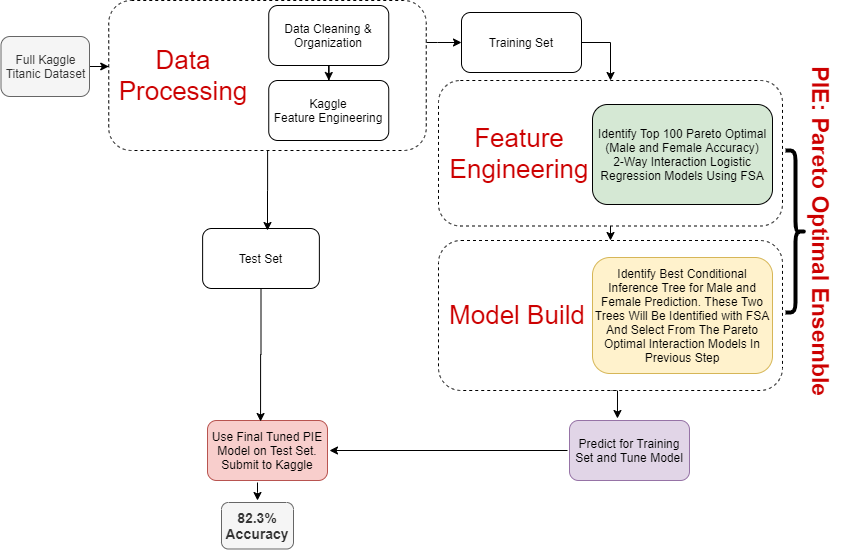 Full Kaggle
Titanic Dataset
Data
Processing
Data Cleaning &
Organization
Kaggle
Feature Engineering
Training Set
Feature
Engineering
Identify Top 100 Pareto Optimal
(Male and Female Accuracy)
2-Way Interaction Logistic
Regression Models Using FSA
PIE: Pareto Optimal Ensemble
Test Set
Model Build
Identify Best Conditional
Inference Tree for Male and
Female Prediction. These Two
Trees Will Be Identified with FSA
And Select From The Pareto
Optimal Interaction Models In
Previous Step
Use Final Tuned PIE
Model on Test Set.
Submit to Kaggle
Predict for Training
Set and Tune Model
82.3%
Accuracy